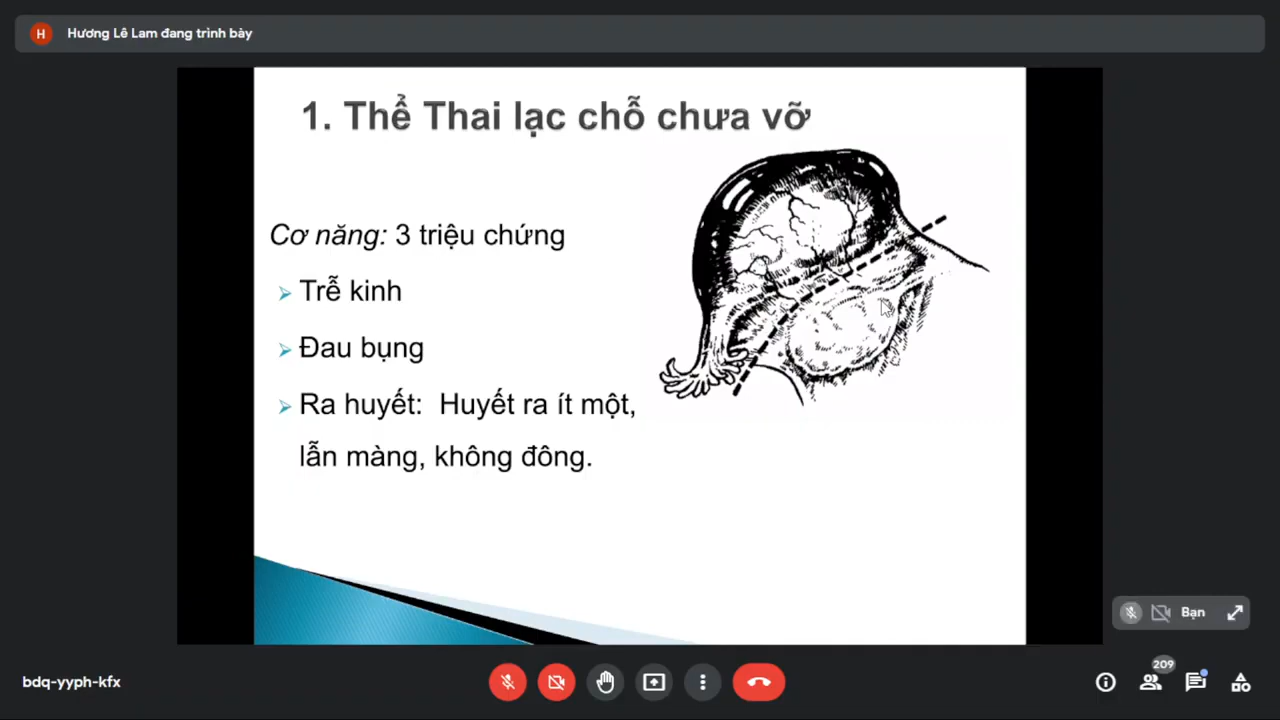 H
Hương Lê Lam đang trình bày
1. Thể Thai lạc chỗ chưa vỡ
Cơ năng: 3 triệu chứng
➢ Trễ kinh
➢ Đau bụng
➢ Ra huyết: Huyết ra ít một,
lẫn màng, không đông.
Bạn
bdq-yyph-kfx
209